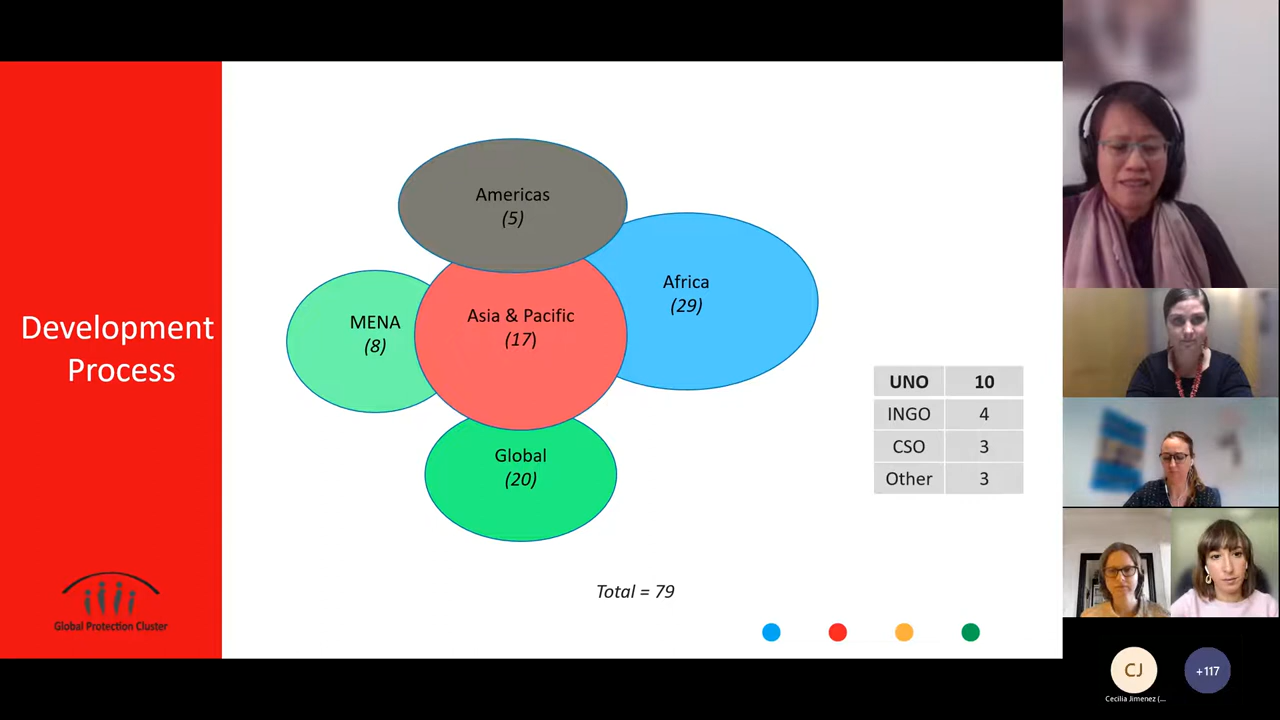 Development
Process
Global Protection Cluster
Americas
(5)
Africa
(29)
MENA
(8)
Asia & Pacific
(17)
Global
(20)
Total = 79
UNO 10
INGO 4
CSO 3
Other 3
CJ
+117
Cecilia Jimenez (...